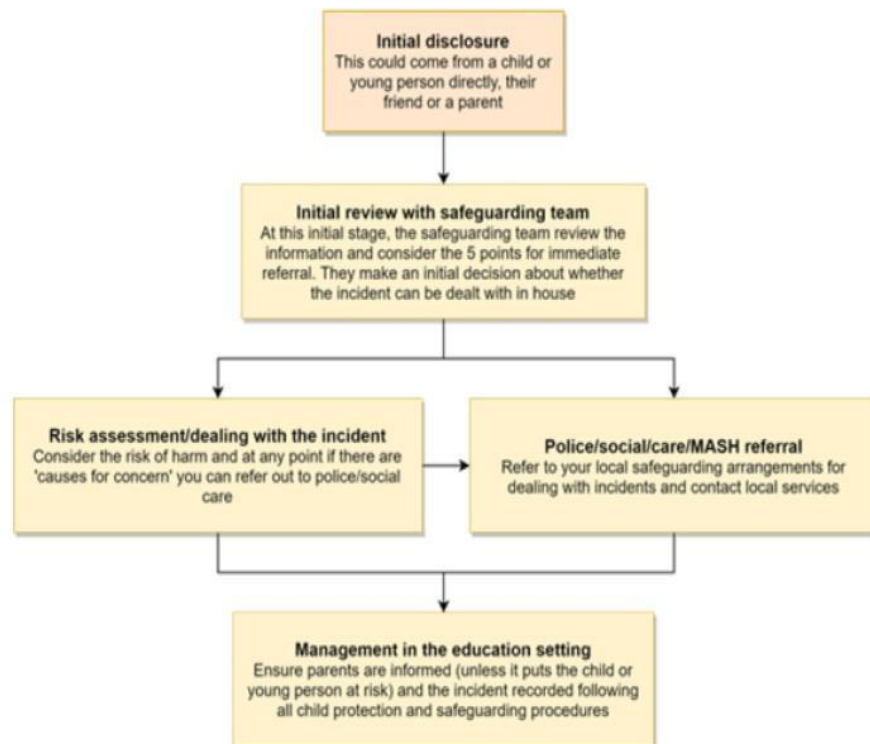 Initial disclosure
This could come from a child or
young person directly, their
friend or a parent
Initial review with safeguarding team
At this initial stage, the safeguarding team review the
information and consider the 5 points for immediate
referral. They make an initial decision about whether
the incident can be dealt with in house
Risk assessment/dealing with the incident
Consider the risk of harm and at any point if there are
'causes for concern' you can refer out to police/social
care
Police/social/care/MASH referral
Refer to your local safeguarding arrangements for
dealing with incidents and contact local services
Management in the education setting
Ensure parents are informed (unless it puts the child or
young person at risk) and the incident recorded following
all child protection and safeguarding procedures